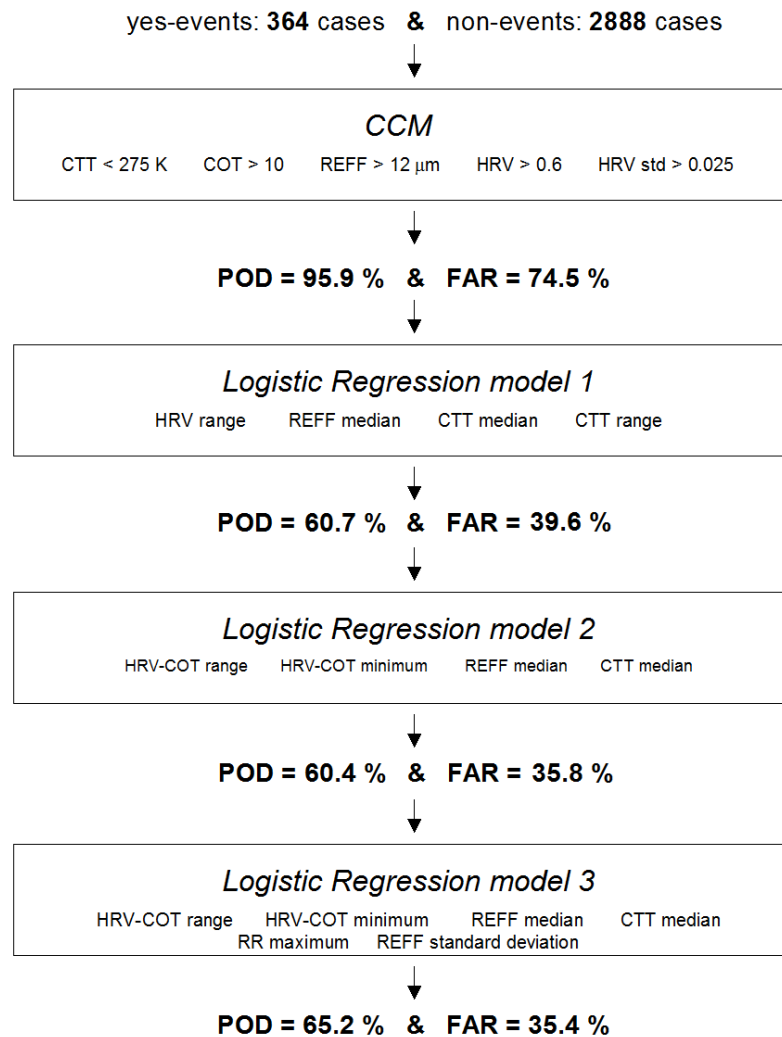 yes-events: 364 cases & non-events: 2888 cases
CCM
CTT < 275 K COT > 10 REFF > 12 μm HRV > 0.6 HRV std > 0.025
POD = 95.9 % & FAR = 74.5 %
Logistic Regression model 1
HRV range REFF median CTT median CTT range
POD = 60.7 % & FAR = 39.6 %
Logistic Regression model 2
HRV-COT range HRV-COT minimum REFF median CTT median
POD = 60.4 % & FAR = 35.8 %
Logistic Regression model 3
HRV-COT range HRV-COT minimum REFF median CTT median
RR maximum REFF standard deviation
POD = 65.2 % & FAR = 35.4 %